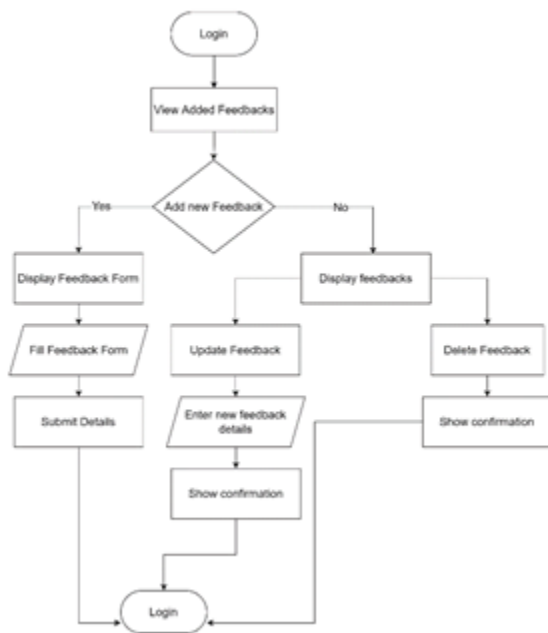 Login
View Added Feedbacks
Add new Feedback
Yes
No
Display Feedback Form
Display feedbacks
Fill Feedback Form
Update Feedback
Delete Feedback
Submit Details
Enter new feedback
details
Show confirmation
Show confirmation
Login